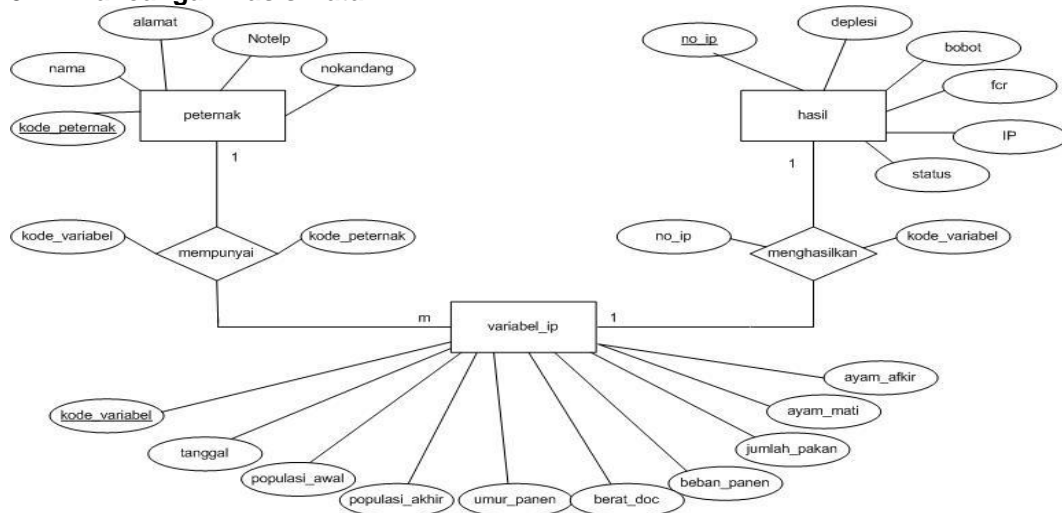 alamat
Notelp
nama
nokandang
kode_peternak
peternak
1
deplesi
no_ip
bobot
fcr
hasil
IP
status
1
kode_variabel
kode_peternak
mempunyai
no_ip
kode_variabel
menghasilkan
m
variabel_ip
1
ayam_afkir
kode_variabel
ayam_mati
tanggal
jumlah_pakan
populasi_awal
beban_panen
populasi_akhir
umur_panen
berat_doc